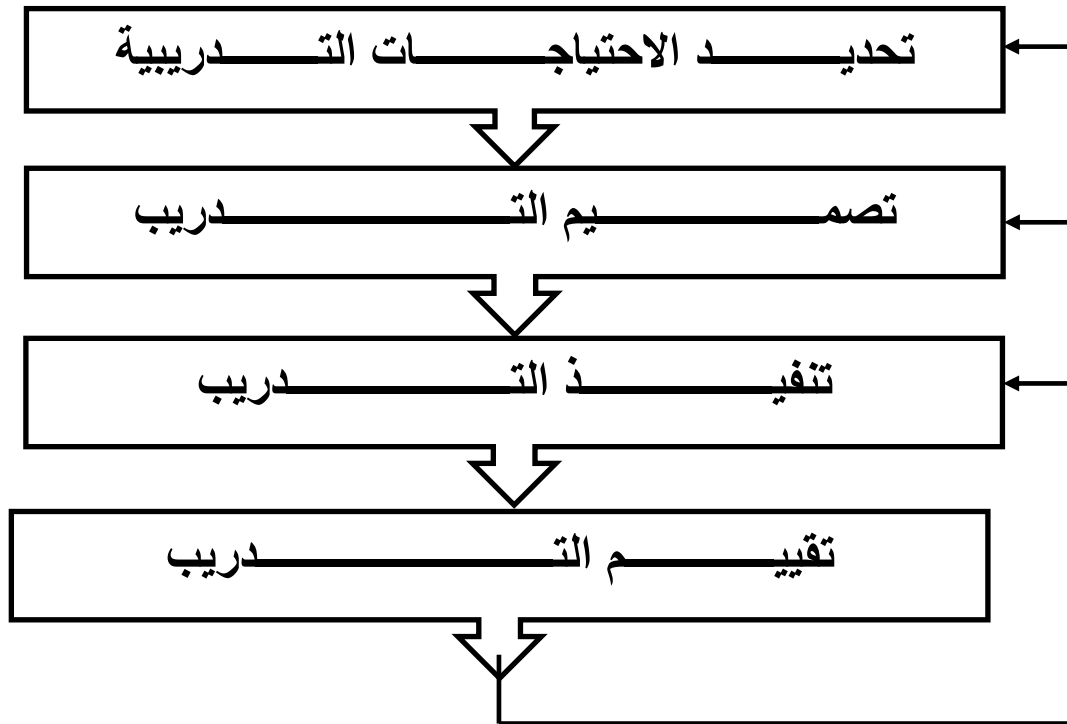 تحديد الاحتياجات التدريبية
تصميم التدريب
تنفيذ التدريب
تقييم التدريب